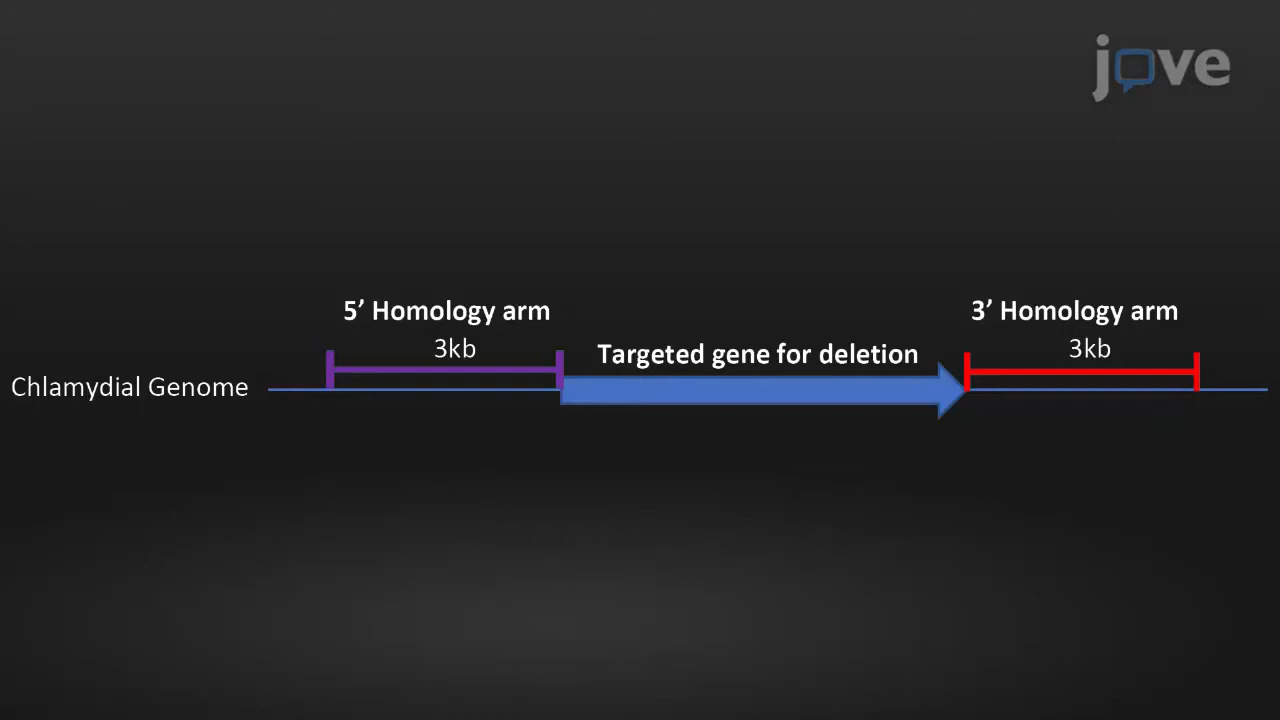 jove
5’ Homology arm
3kb
Targeted gene for deletion
3’ Homology arm
3kb
Chlamydial Genome